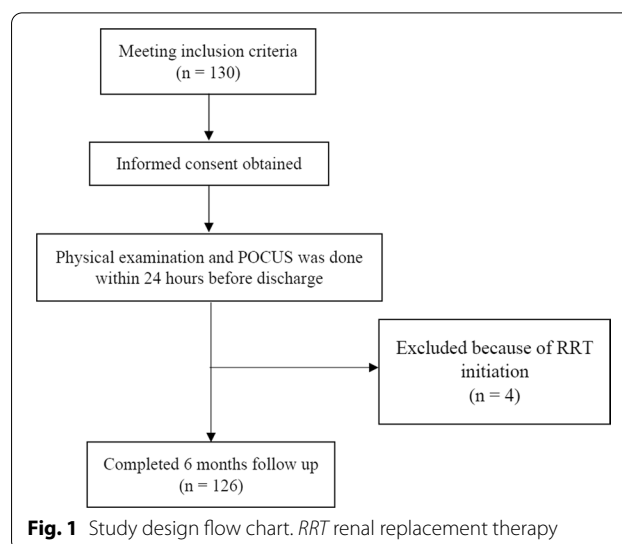 Meeting inclusion criteria
(n = 130)
Informed consent obtained
Physical examination and POCUS was done
within 24 hours before discharge
Excluded because of RRT
initiation
(n = 4)
Completed 6 months follow up
(n = 126)
Fig. 1 Study design flow chart. RRT renal replacement therapy